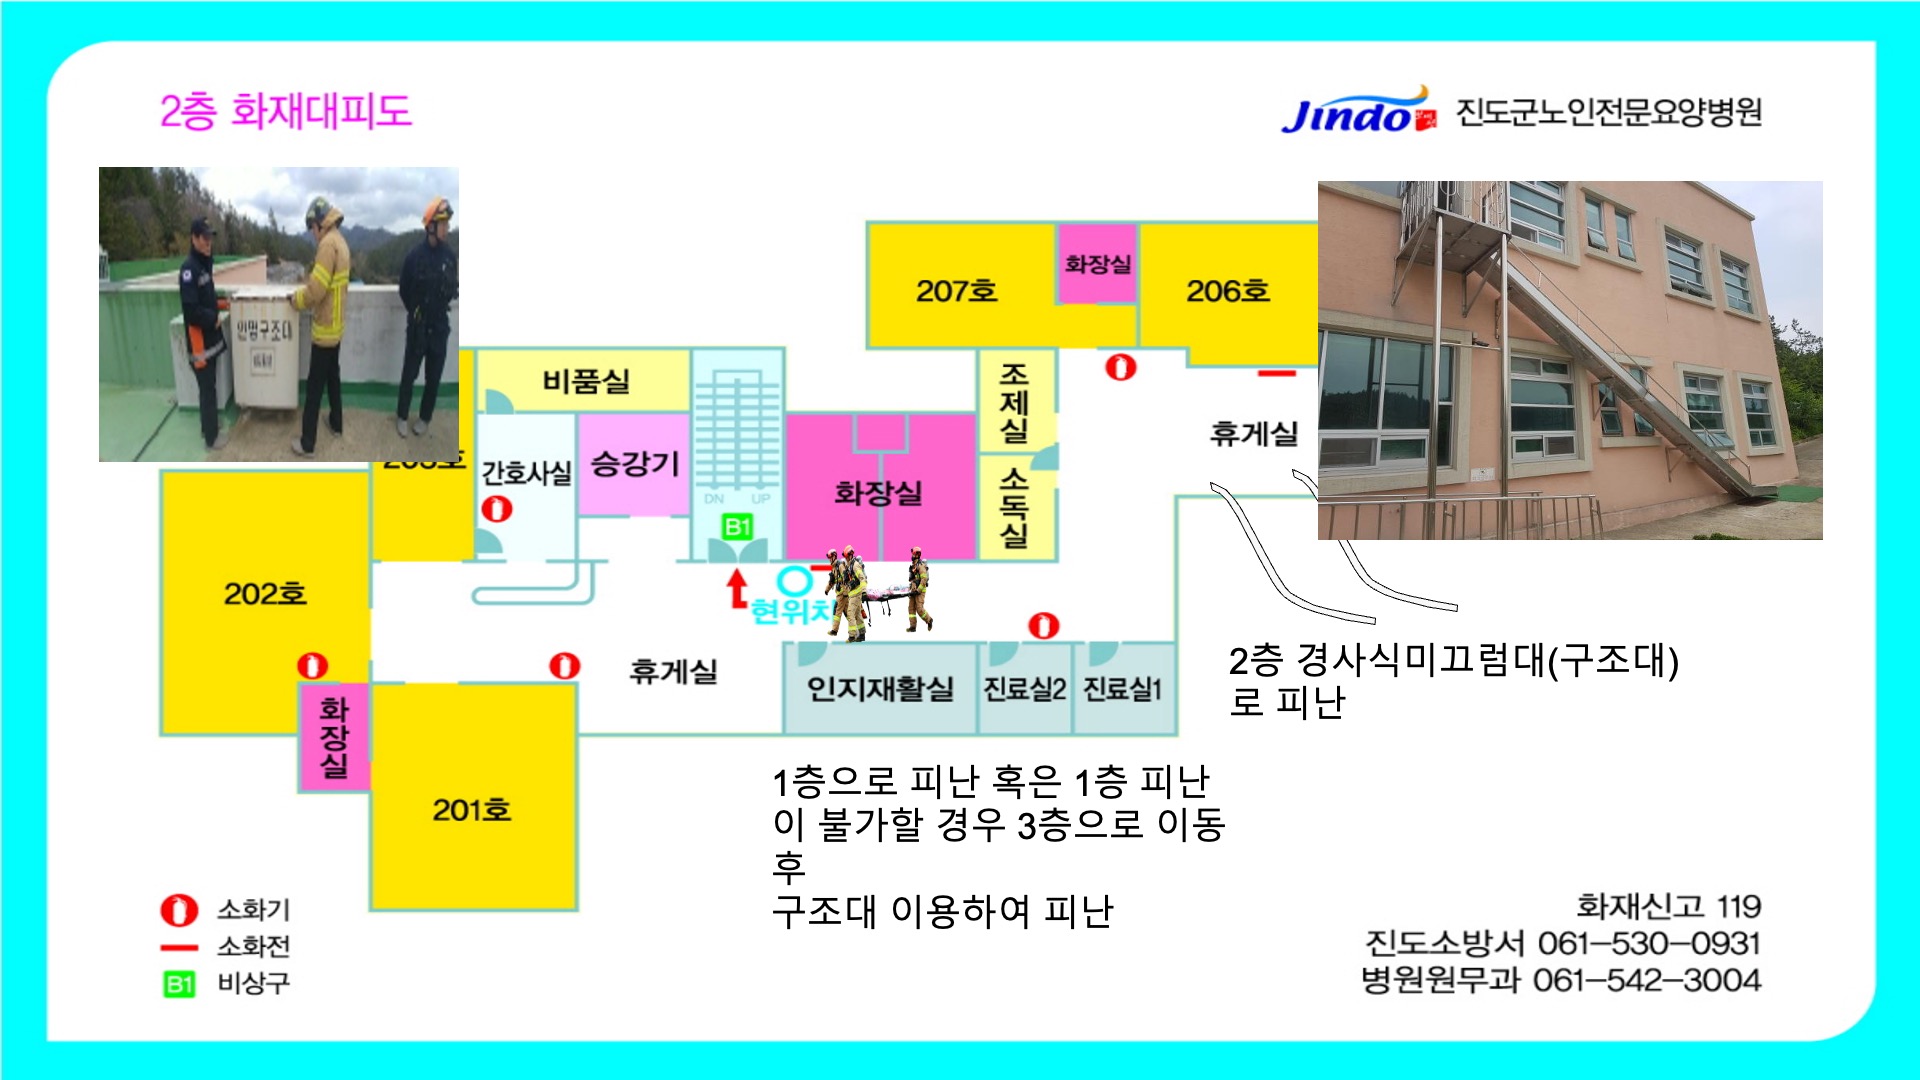 2층 화재대피도
Jindo 진도군노인전문요양병원
인명구조대
207호
화장실
206호
비품실
조제실
휴게실
203호
간호사실
승강기
DN UP
B1
화장실
소독실
202호
현위치
휴게실
인지재활실
진료실2
진료실1
2층 경사식미끄럼대(구조대)
로 피난
화장실
201호
1층으로 피난 혹은 1층 피난
이 불가할 경우 3층으로 이동
후
구조대 이용하여 피난
소화기
소화전
B1 비상구
화재신고 119
진도소방서 061-530-0931
병원원무과 061-542-3004